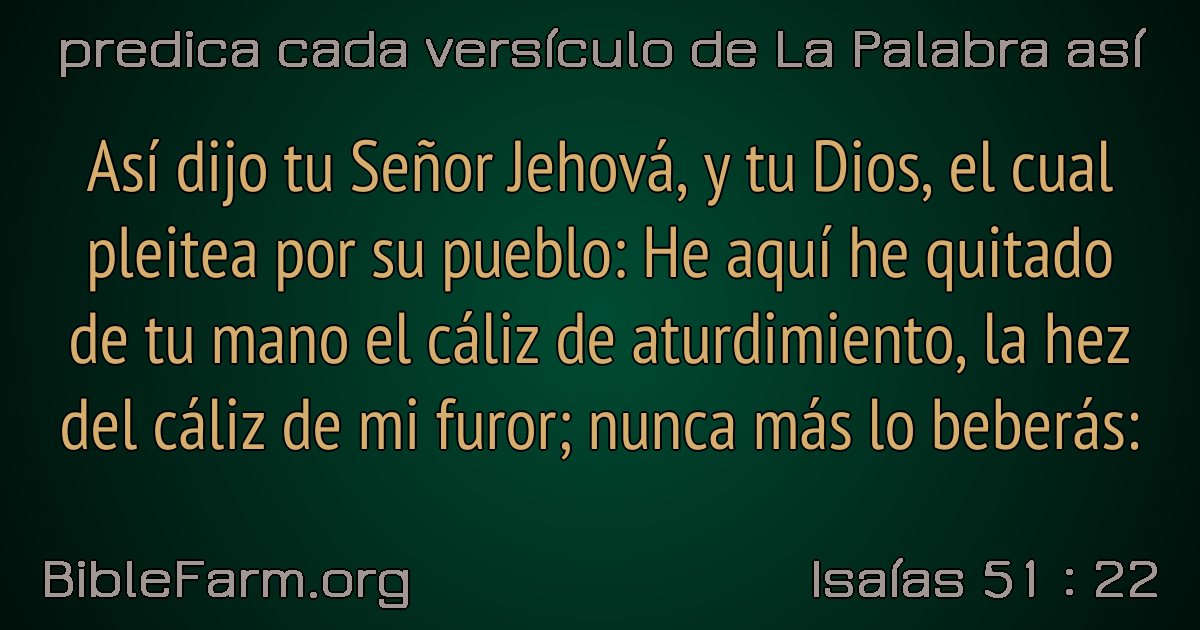 predica cada versículo de La Palabra así
Así dijo tu Señor Jehová, y tu Dios, el cual
pleitea por su pueblo: He aquí he quitado
de tu mano el cáliz de aturdimiento, la hez
del cáliz de mi furor; nunca más lo beberás:
BibleFarm.org
Isaías 51 : 22